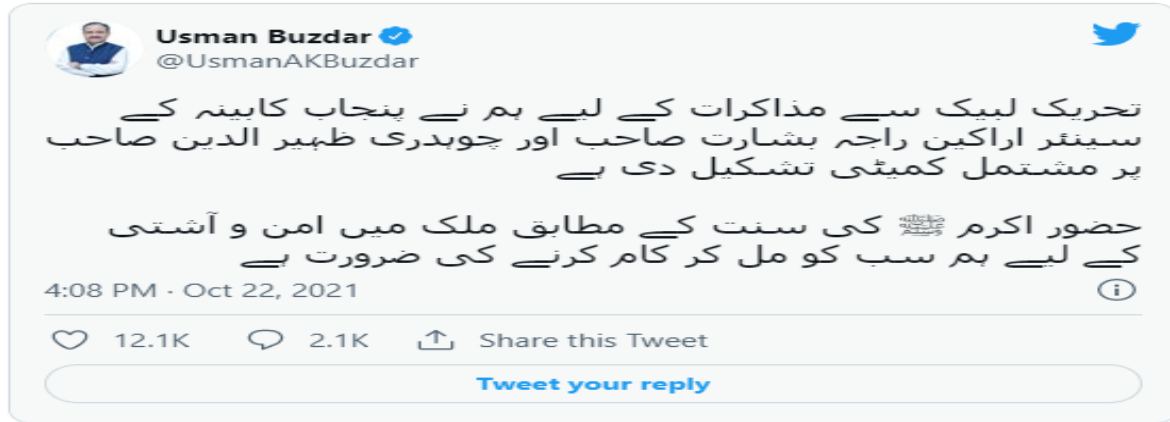 Usman Buzdar
@UsmanAKBuzdar
تحریک لبیک سے مذاکرات کے لیے ہم نے پنجاب کابینہ کے
سینئر اراکین راجہ بشارت صاحب اور چوہدری ظہیر الدین صاحب
پر مشتمل کمیٹی تشکیل دی ہے
حضور اکرم ﷺ کی سنت کے مطابق ملک میں امن و آشتی
کے لیے ہم سب کو مل کر کام کرنے کی ضرورت ہے
4:08 PM · Oct 22, 2021
12.1K 2.1K Share this Tweet
Tweet your reply